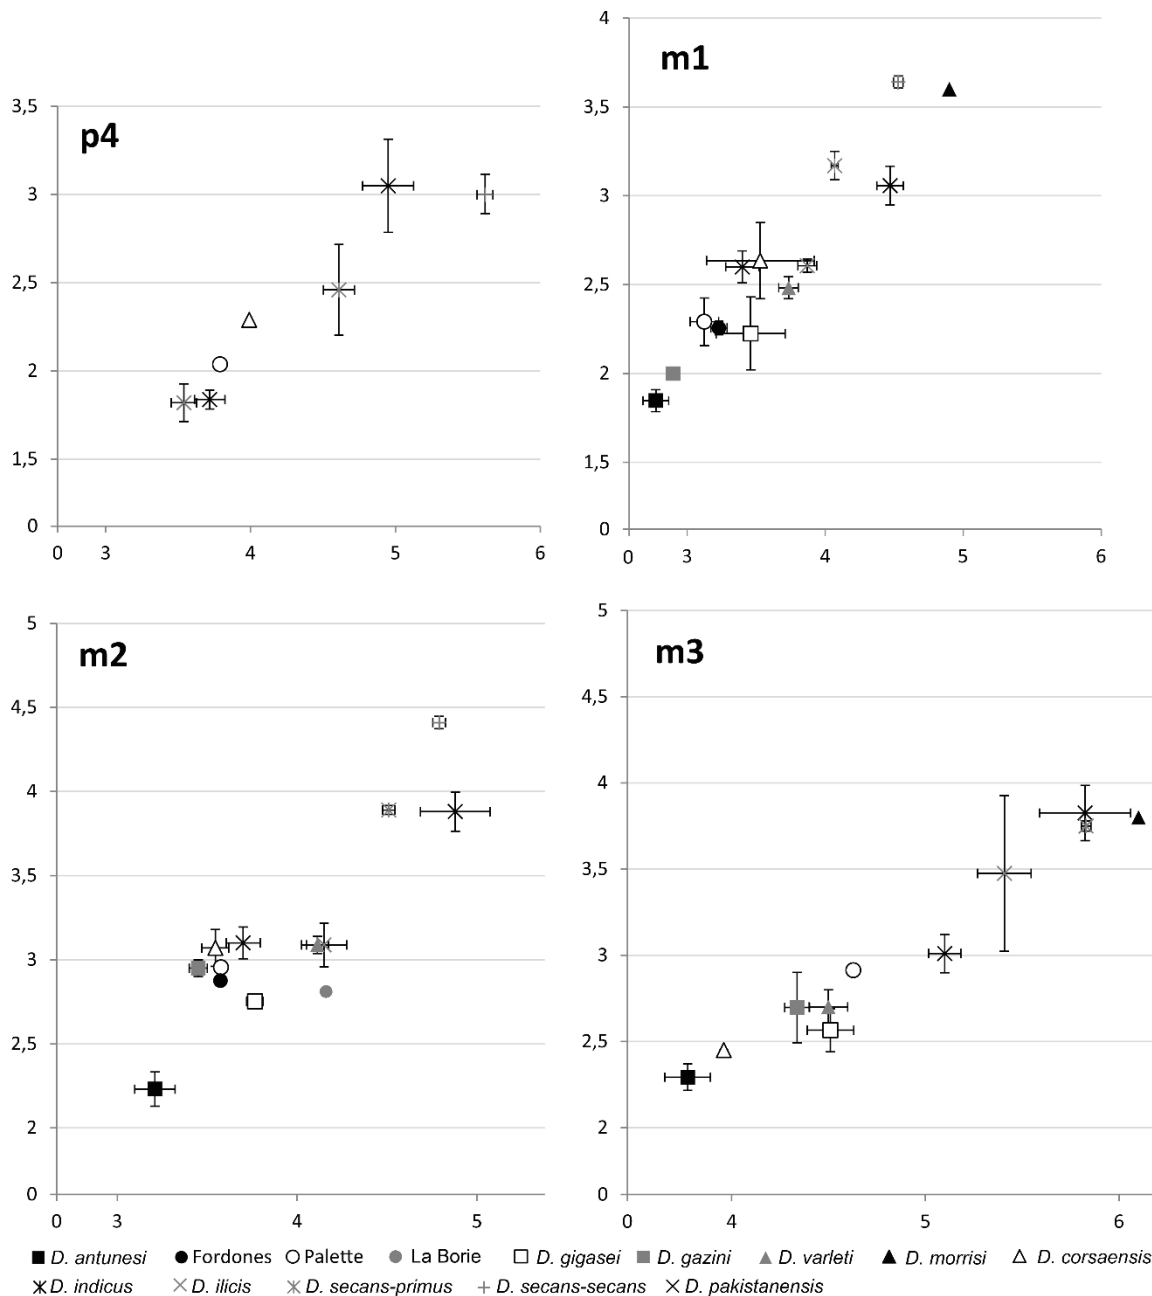 p4
3,5
3
2,5
2
1,5
0
0 3 4 5 6
m1
4
3,5
3
2,5
2
1,5
0
0 3 4 5 6
m2
5
4,5
4
3,5
3
2,5
2
0
0 3 4 5
m3
5
4,5
4
3,5
3
2,5
2
0
0 4 5 6
D. antunesi Fordones Palette La Borie D. gigasei D. gazini D. varleti D. morrisi D. corsaensis
D. indicus D. ilicis D. secans-primus D. secans-secans D. pakistanensis